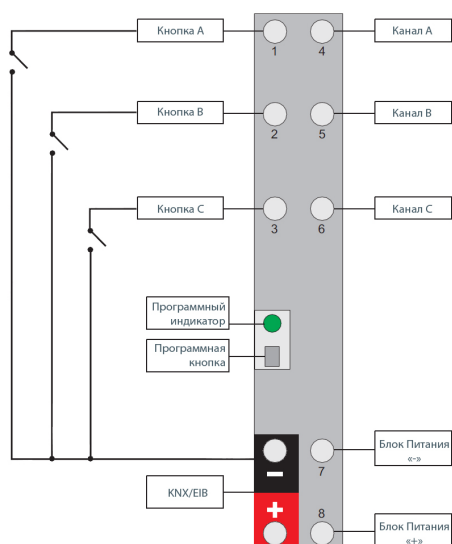 Кнопка A
1
4
Канал A
Кнопка B
2
5
Канал B
Кнопка C
3
6
Канал C
Программный
индикатор
Программная
кнопка
–
7
Блок Питания
«-»
KNX/EIB
+
8
Блок Питания
«+»